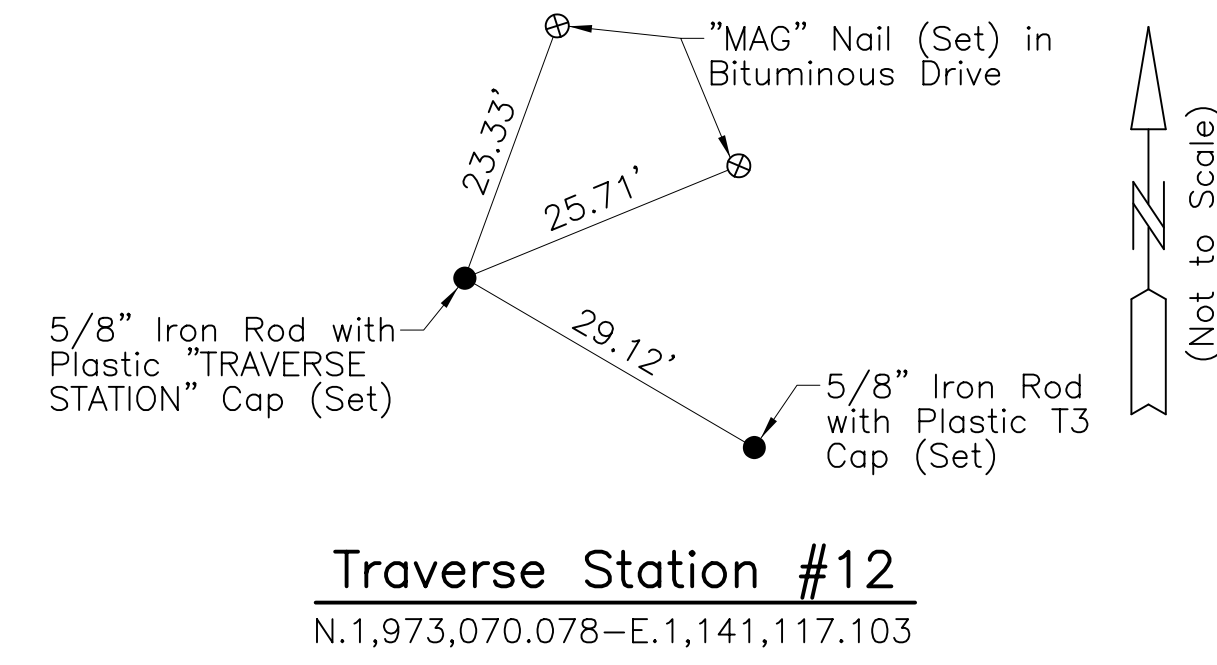 "MAG" Nail (Set) in
Bituminous Drive
23.33'
25.71'
5/8" Iron Rod with
Plastic "TRAVERSE
STATION" Cap (Set)
29.12'
5/8" Iron Rod
with Plastic T3
Cap (Set)
N
(Not to Scale)
Traverse Station #12
N.1,973,070.078–E.1,141,117.103